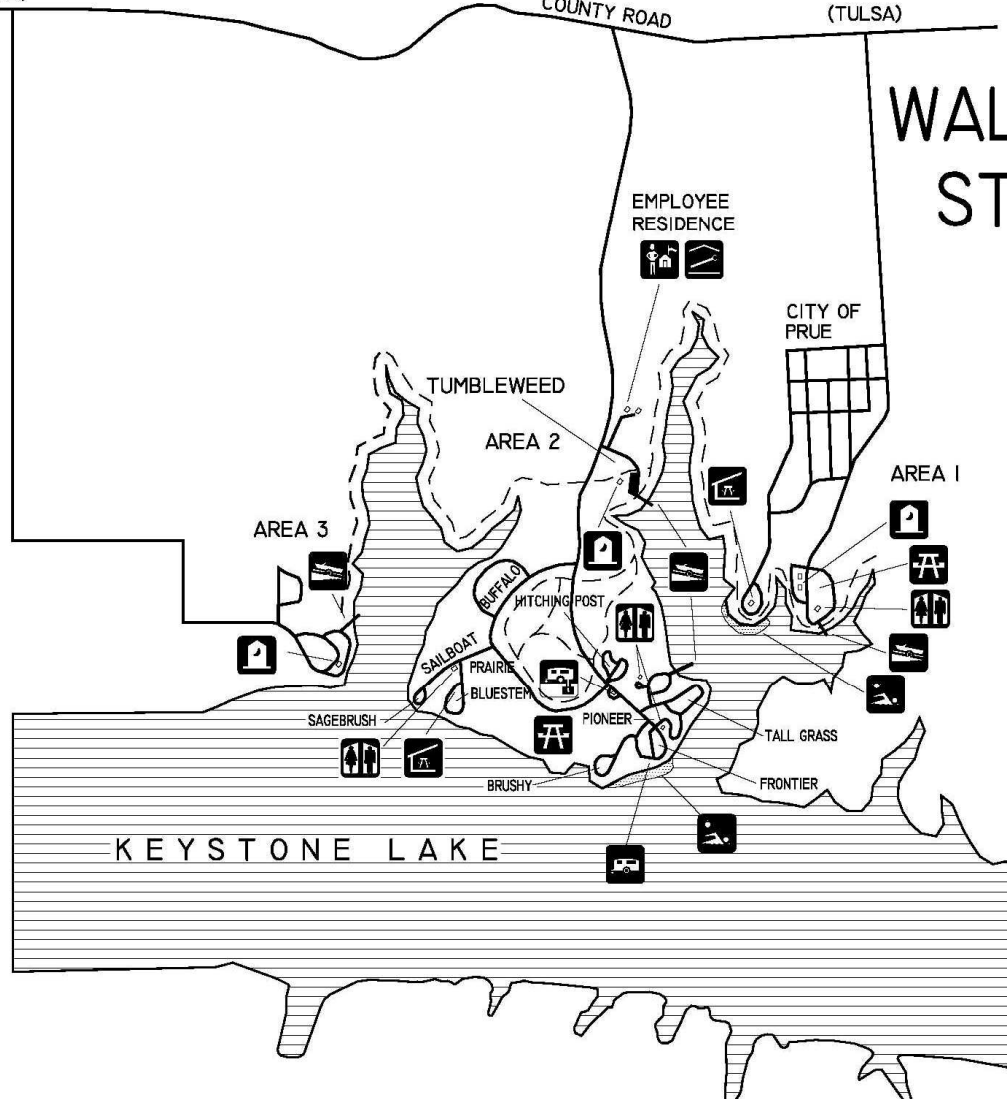 COUNTY ROAD
(TULSA)
WAL
ST
EMPLOYEE
RESIDENCE
CITY OF
PRUE
TUMBLEWEED
AREA 2
AREA 1
AREA 3
BUFFALO
HITCHING POST
SAILBOAT
PRAIRIE
BLUESTEM
SAGEBRUSH
PIONEER
TALL GRASS
BRUSHY
FRONTIER
KEYSTONE LAKE